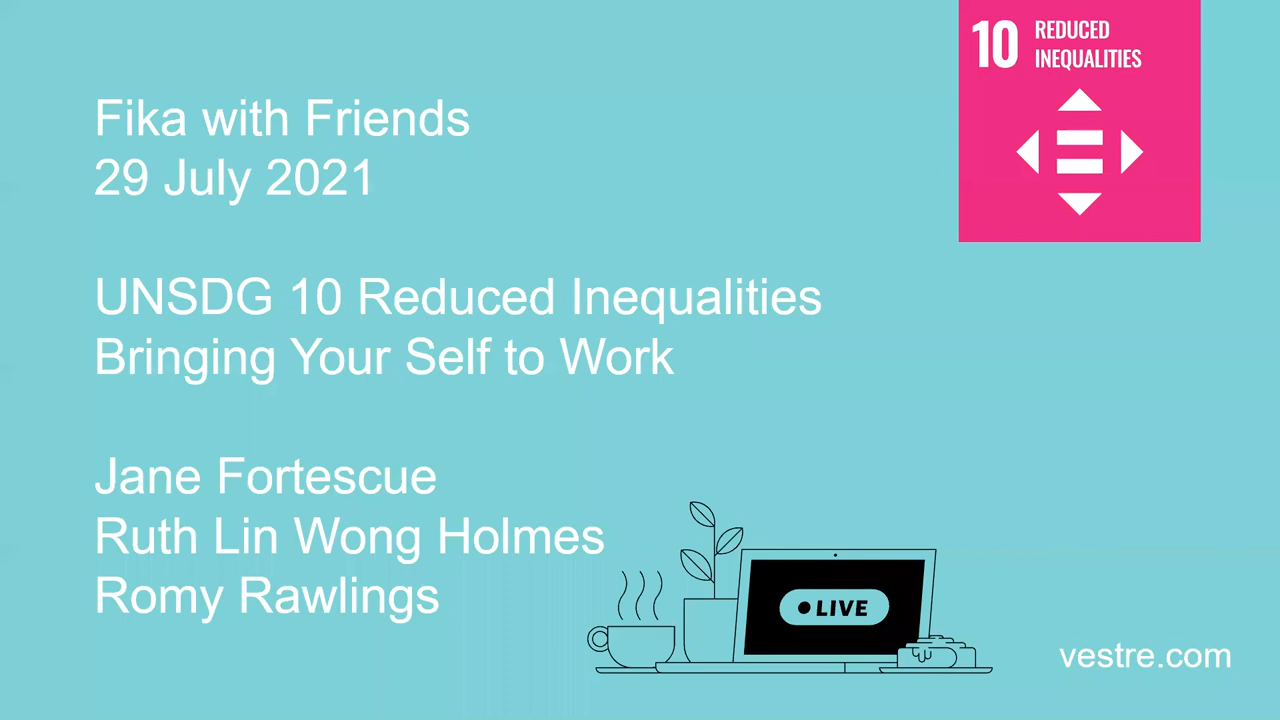 10 REDUCED
INEQUALITIES
Fika with Friends
29 July 2021
UNSDG 10 Reduced Inequalities
Bringing Your Self to Work
Jane Fortescue
Ruth Lin Wong Holmes
Romy Rawlings
LIVE
vestre.com